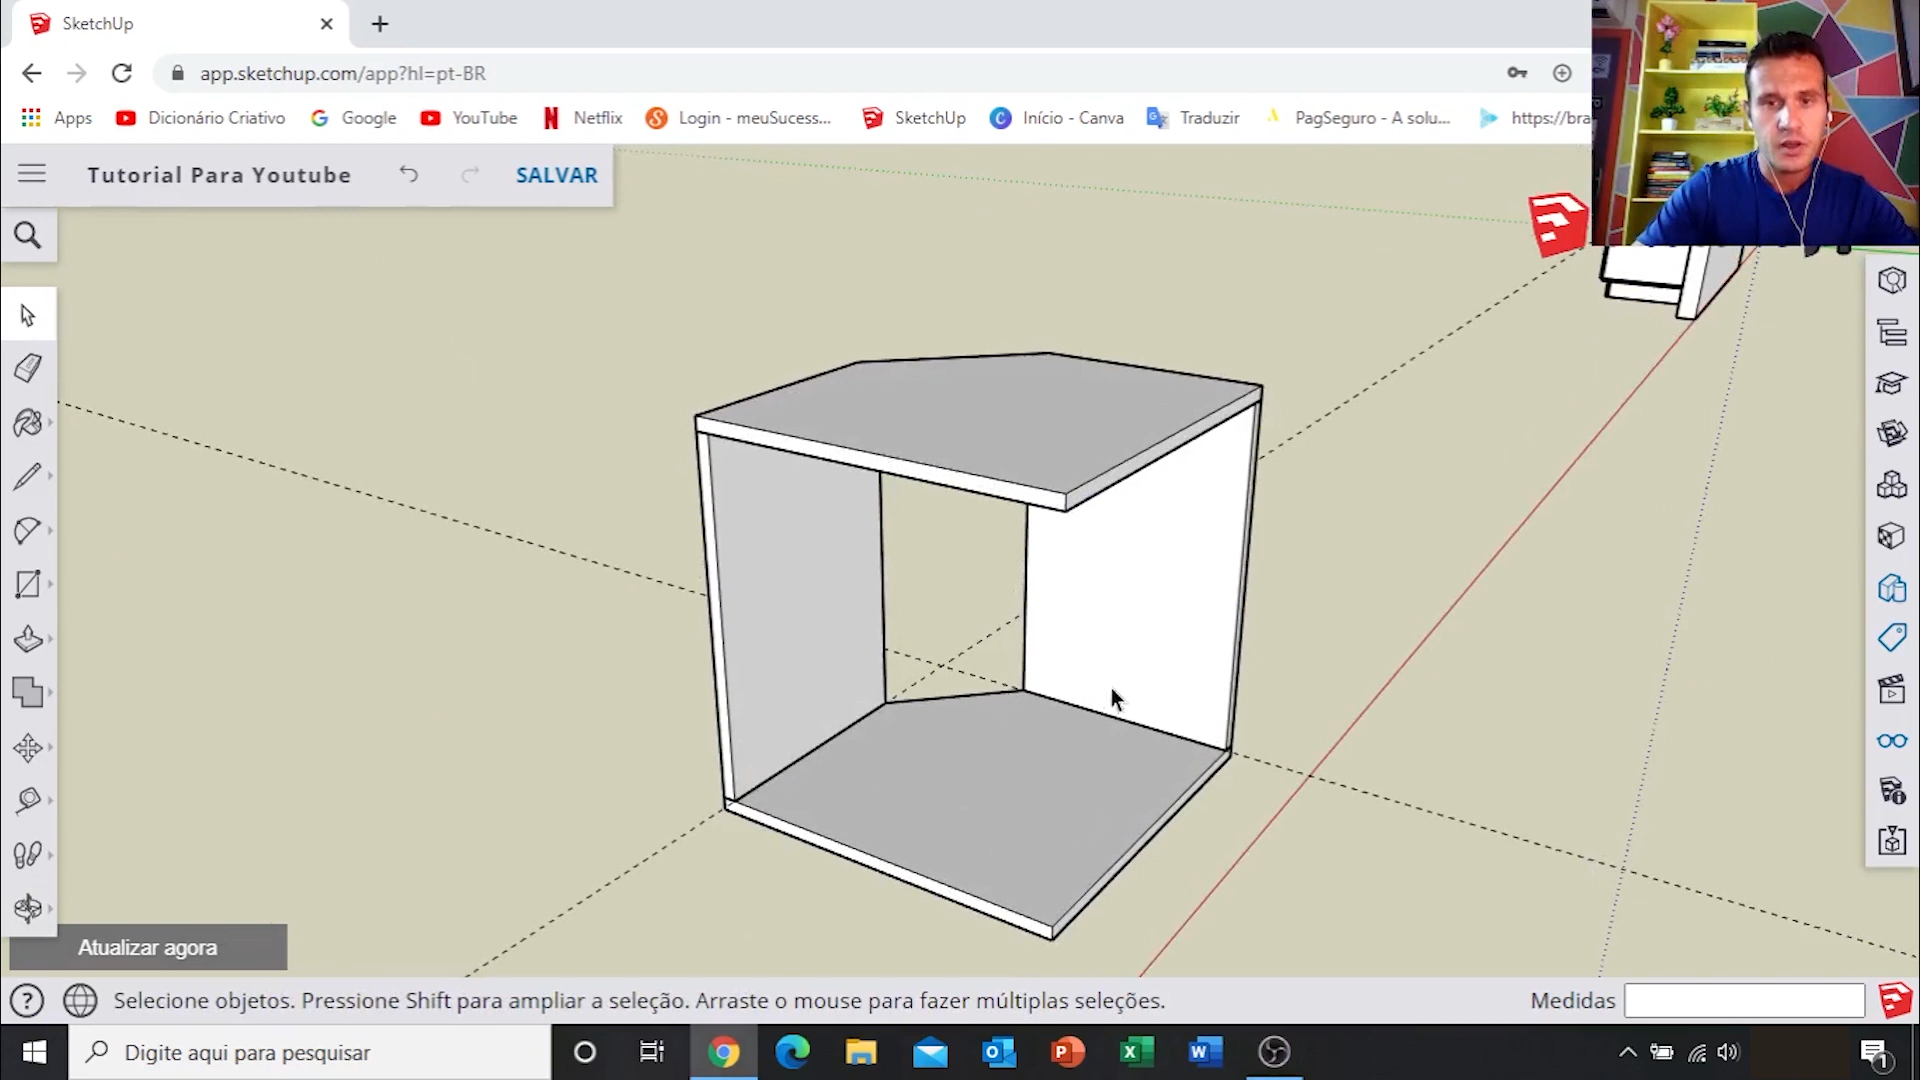 SketchUp
app.sketchup.com/app?hl=pt-BR
Apps Dicionário Criativo Google YouTube Netflix Login - meuSucess... SketchUp Início - Canva Traduzir PagSeguro - A solu... https://bra
Tutorial Para Youtube SALVAR
Atualizar agora
Selecione objetos. Pressione Shift para ampliar a seleção. Arraste o mouse para fazer múltiplas seleções. Medidas
Digite aqui para pesquisar
1